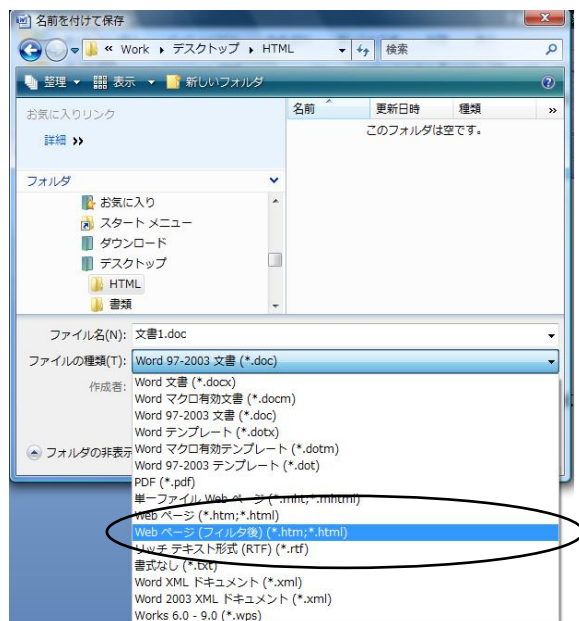 名前を付けて保存
« Work ▸ デスクトップ ▸ HTML 検索
整理 表示 新しいフォルダ
お気に入りリンク
詳細 »
名前 更新日時 種類 »
このフォルダは空です。
フォルダ
お気に入り
スタート メニュー
ダウンロード
デスクトップ
HTML
書類
ファイル名(N): 文書1.doc
ファイルの種類(T): Word 97-2003 文書 (*.doc)
作成者:
フォルダの非表示
Word 文書 (*.docx)
Word マクロ有効文書 (*.docm)
Word 97-2003 文書 (*.doc)
Word テンプレート (*.dotx)
Word マクロ有効テンプレート (*.dotm)
Word 97-2003 テンプレート (*.dot)
PDF (*.pdf)
単一ファイル Web ページ (*.mht;*.mhtml)
Web ページ (*.htm;*.html)
Web ページ (フィルタ後) (*.htm;*.html)
リッチ テキスト形式 (RTF) (*.rtf)
書式なし (*.txt)
Word XML ドキュメント (*.xml)
Word 2003 XML ドキュメント (*.xml)
Works 6.0 - 9.0 (*.wps)